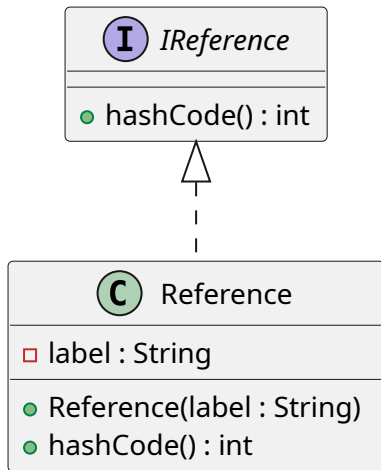 I IReference
hashCode() : int
C Reference
label : String
Reference(label : String)
hashCode() : int